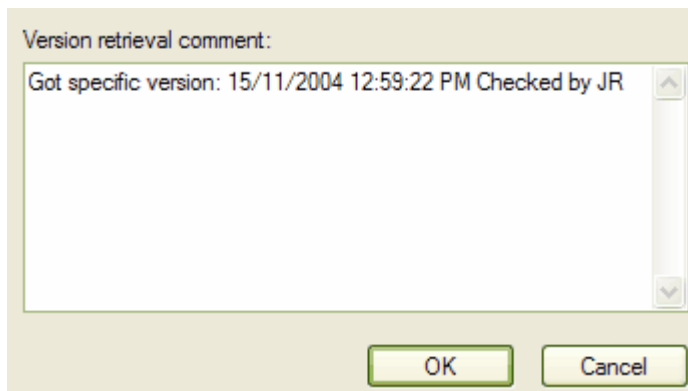 Version retrieval comment:
Got specific version: 15/11/2004 12:59:22 PM Checked by JR
OK
Cancel